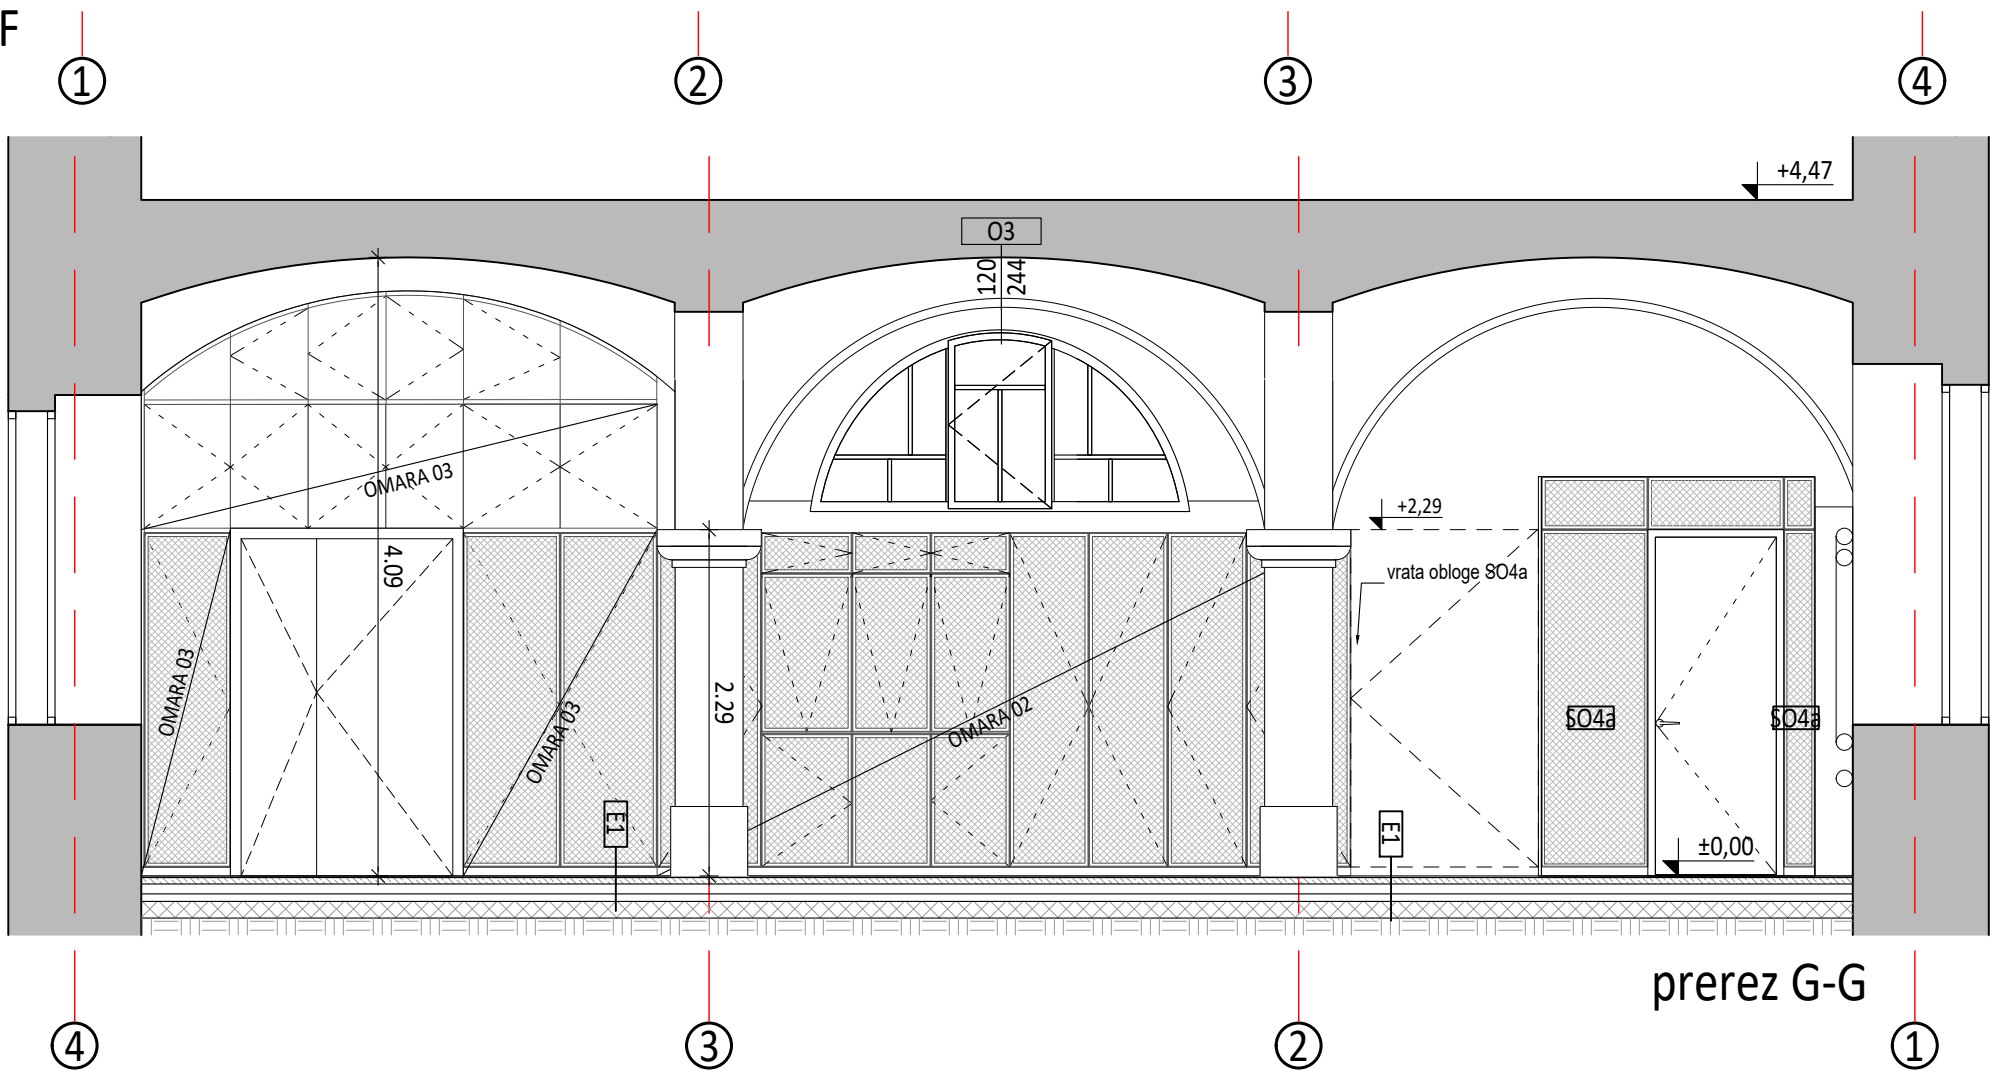 F
1
2
3
4
+4,47
O3
120
244
OMARA 03
+2,29
4.09
vrata obloge SO4a
OMARA 03
OMARA 03
2.29
OMARA 02
SO4a
SO4a
E1
E1
±0,00
prerez G-G
4
3
2
1